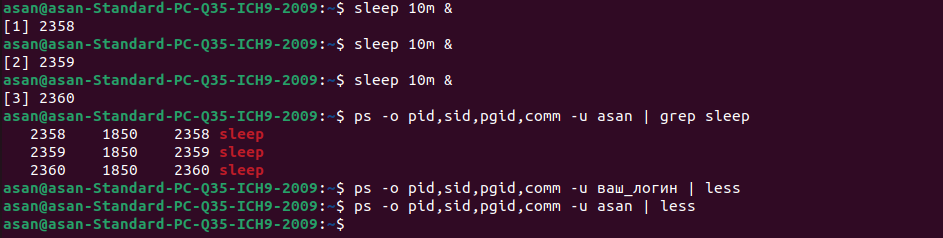 asan@asan-Standard-PC-Q35-ICH9-2009:~$ sleep 10m &
[1] 2358
asan@asan-Standard-PC-Q35-ICH9-2009:~$ sleep 10m &
[2] 2359
asan@asan-Standard-PC-Q35-ICH9-2009:~$ sleep 10m &
[3] 2360
asan@asan-Standard-PC-Q35-ICH9-2009:~$ ps -o pid,sid,pgid,comm -u asan | grep sleep
   2358    1850    2358 sleep
   2359    1850    2359 sleep
   2360    1850    2360 sleep
asan@asan-Standard-PC-Q35-ICH9-2009:~$ ps -o pid,sid,pgid,comm -u ваш_логин | less
asan@asan-Standard-PC-Q35-ICH9-2009:~$ ps -o pid,sid,pgid,comm -u asan | less
asan@asan-Standard-PC-Q35-ICH9-2009:~$